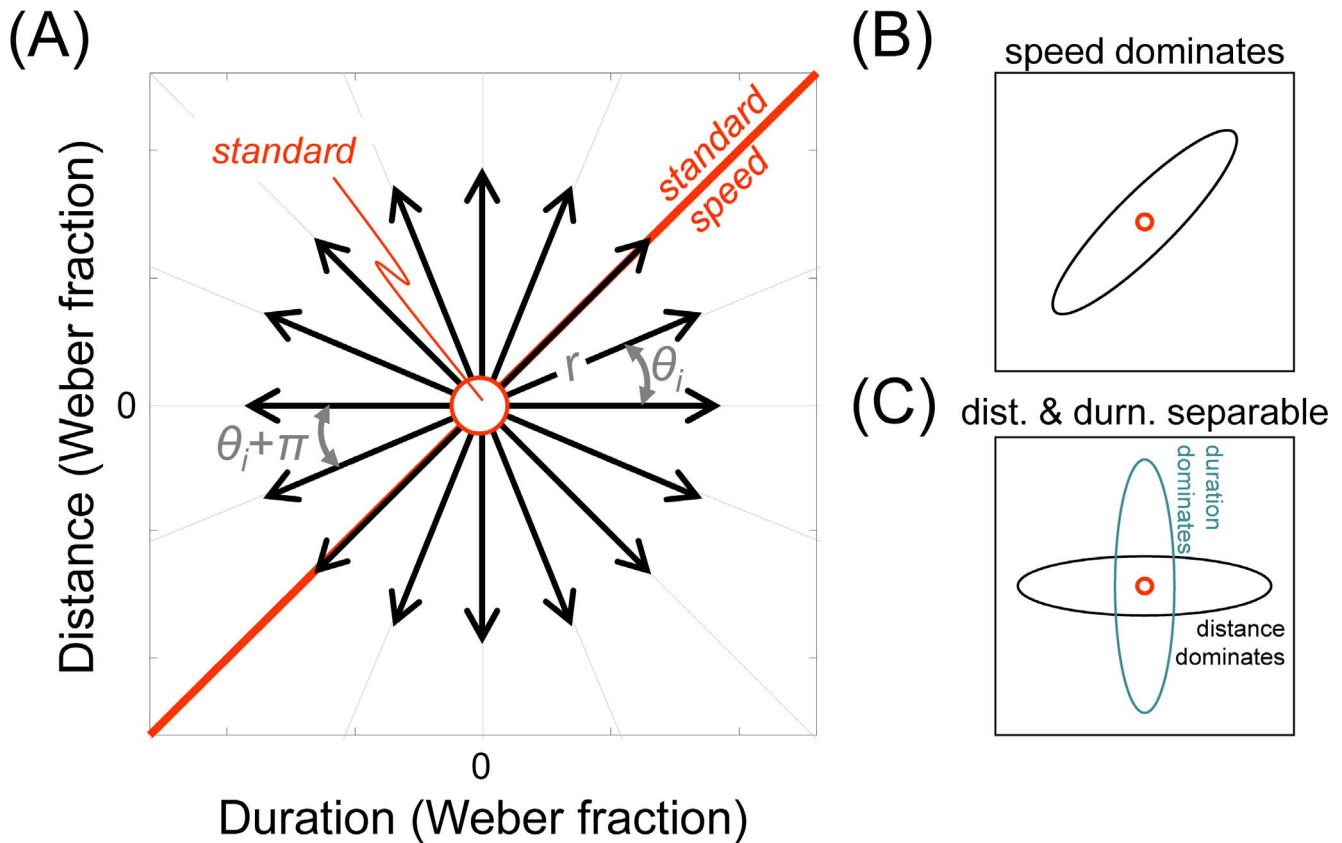 (A)
standard
standard
speed
r
θi
θi+π
0
0
Distance (Weber fraction)
Duration (Weber fraction)
(B)
speed dominates
(C)
dist. & durn. separable
duration
dominates
distance
dominates